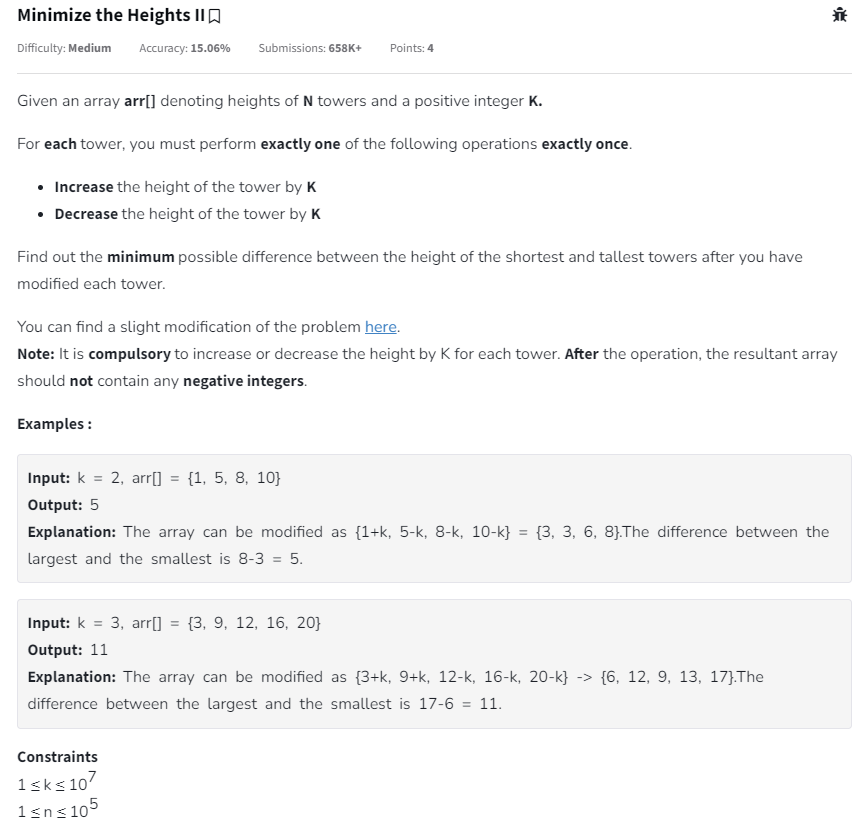 Minimize the Heights II
Difficulty: Medium Accuracy: 15.06% Submissions: 658K+ Points: 4
Given an array arr[] denoting heights of N towers and a positive integer K.
For each tower, you must perform exactly one of the following operations exactly once.
• Increase the height of the tower by K
• Decrease the height of the tower by K
Find out the minimum possible difference between the height of the shortest and tallest towers after you have
modified each tower.
You can find a slight modification of the problem here.
Note: It is compulsory to increase or decrease the height by K for each tower. After the operation, the resultant array
should not contain any negative integers.
Examples :
Input: k = 2, arr[] = {1, 5, 8, 10}
Output: 5
Explanation: The array can be modified as {1+k, 5-k, 8-k, 10-k} = {3, 3, 6, 8}.The difference between the
largest and the smallest is 8-3 = 5.
Input: k = 3, arr[] = {3, 9, 12, 16, 20}
Output: 11
Explanation: The array can be modified as {3+k, 9+k, 12-k, 16-k, 20-k} -> {6, 12, 9, 13, 17}.The
difference between the largest and the smallest is 17-6 = 11.
Constraints
1 ≤ k ≤ 10^7
1 ≤ n ≤ 10^5